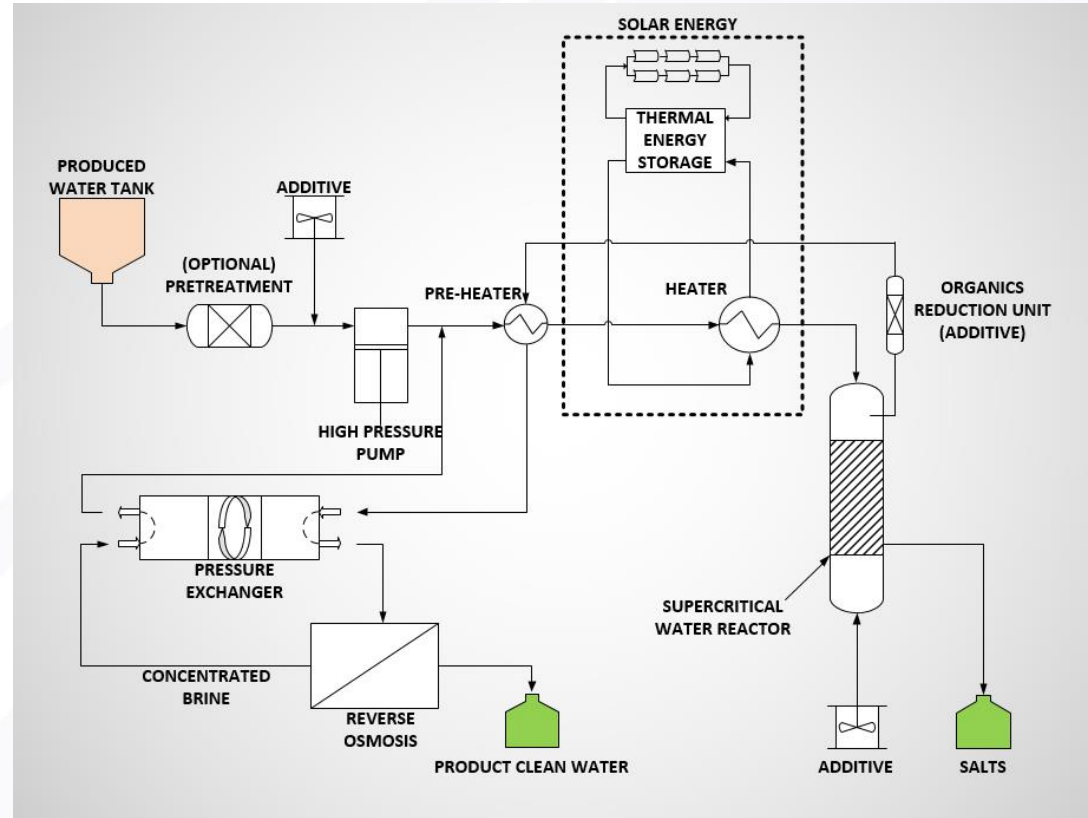 SOLAR ENERGY
THERMAL
ENERGY
STORAGE
PRODUCED
WATER TANK
ADDITIVE
(OPTIONAL)
PRETREATMENT
PRE-HEATER
HEATER
ORGANICS
REDUCTION UNIT
(ADDITIVE)
HIGH PRESSURE
PUMP
PRESSURE
EXCHANGER
SUPERCRITICAL
WATER REACTOR
CONCENTRATED
BRINE
REVERSE
OSMOSIS
PRODUCT CLEAN WATER
ADDITIVE
SALTS